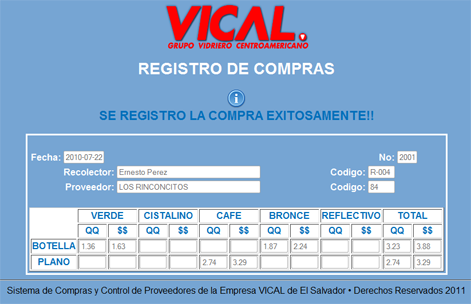 VICAL.
GRUPO VIDRIERO CENTROAMERICANO
REGISTRO DE COMPRAS
i
SE REGISTRO LA COMPRA EXITOSAMENTE!!
Fecha: 2010-07-22 No: 2001
Recolector: Ernesto Perez Codigo: R-004
Proveedor: LOS RINCONCITOS Codigo: 84
VERDE CISTALINO CAFE BRONCE REFLECTIVO TOTAL
QQ $$ QQ $$ QQ $$ QQ $$ QQ $$ QQ $$
BOTELLA 1.36 1.63 1.87 2.24 3.23 3.88
PLANO 2.74 3.29 2.74 3.29
Sistema de Compras y Control de Proveedores de la Empresa VICAL de El Salvador • Derechos Reservados 2011